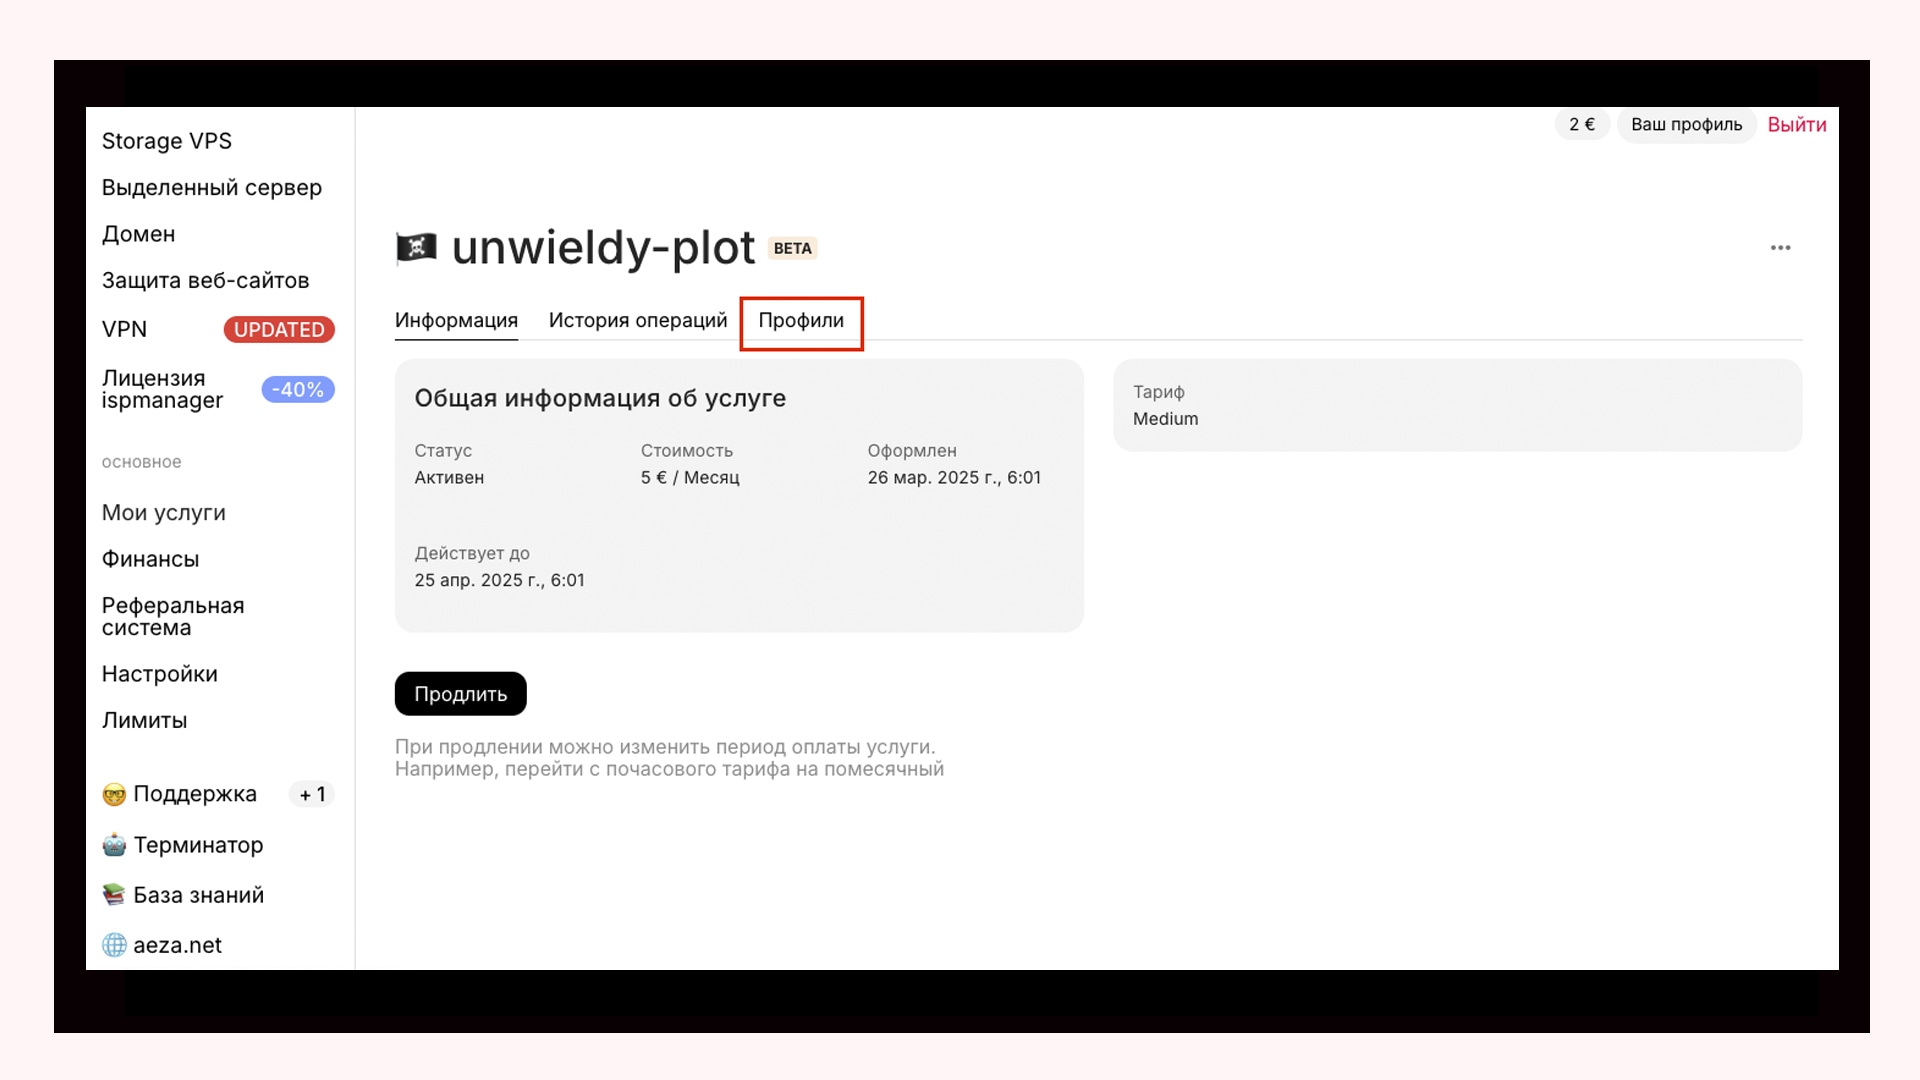 Storage VPS
Выделенный сервер
Домен
Защита веб-сайтов
VPN UPDATED
Лицензия
ispmanager -40%
основное
Мои услуги
Финансы
Реферальная
система
Настройки
Лимиты
Поддержка + 1
Терминатор
База знаний
aeza.net
2 € Ваш профиль Выйти
unwieldy-plot BETA
Информация История операций Профили
Общая информация об услуге
Статус Стоимость Оформлен
Активен 5 € / Месяц 26 мар. 2025 г., 6:01
Действует до
25 апр. 2025 г., 6:01
Тариф
Medium
Продлить
При продлении можно изменить период оплаты услуги.
Например, перейти с почасового тарифа на помесячный